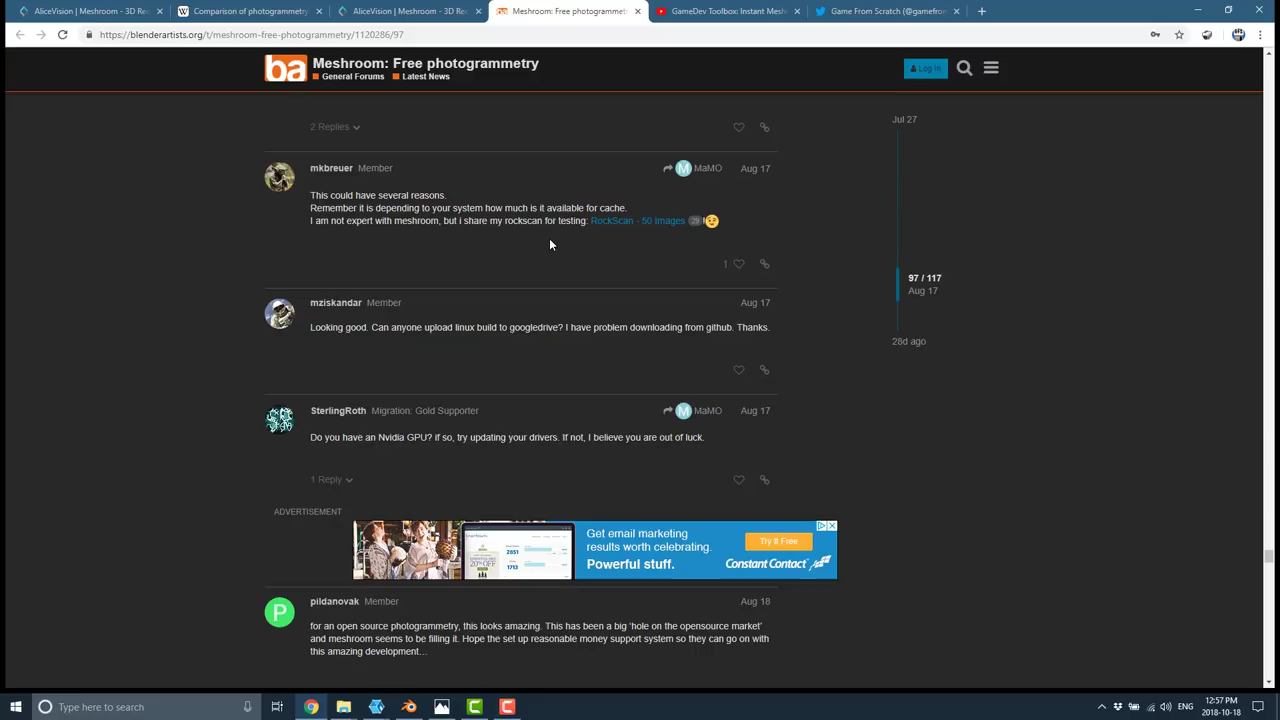 AliceVision | Meshroom - 3D Rec
Comparison of photogrammetry
AliceVision | Meshroom - 3D Rec
Meshroom: Free photogrammetr
GameDev Toolbox: Instant Mesh
Game From Scratch (@gamefrom
https://blenderartists.org/t/meshroom-free-photogrammetry/1120286/97
ba
Meshroom: Free photogrammetry
General Forums Latest News
Log In
Jul 27
2 Replies
mkbreuer Member
MaMO
Aug 17
This could have several reasons.
Remember it is depending to your system how much is it available for cache.
I am not expert with meshroom, but i share my rockscan for testing: RockScan - 50 Images 29 !
1
97 / 117
Aug 17
mziskandar Member
Aug 17
Looking good. Can anyone upload linux build to googledrive? I have problem downloading from github. Thanks.
28d ago
SterlingRoth Migration: Gold Supporter
MaMO
Aug 17
Do you have an Nvidia GPU? if so, try updating your drivers. If not, I believe you are out of luck.
1 Reply
ADVERTISEMENT
20% OFF
2851
1713
Get email marketing
results worth celebrating.
Powerful stuff.
Try It Free
Constant Contact
P
pildanovak Member
Aug 18
for an open source photogrammetry, this looks amazing. This has been a big ‘hole on the opensource market’
and meshroom seems to be filling it. Hope the set up reasonable money support system so they can go on with
this amazing development…
Type here to search
ENG
12:57 PM
2018-10-18